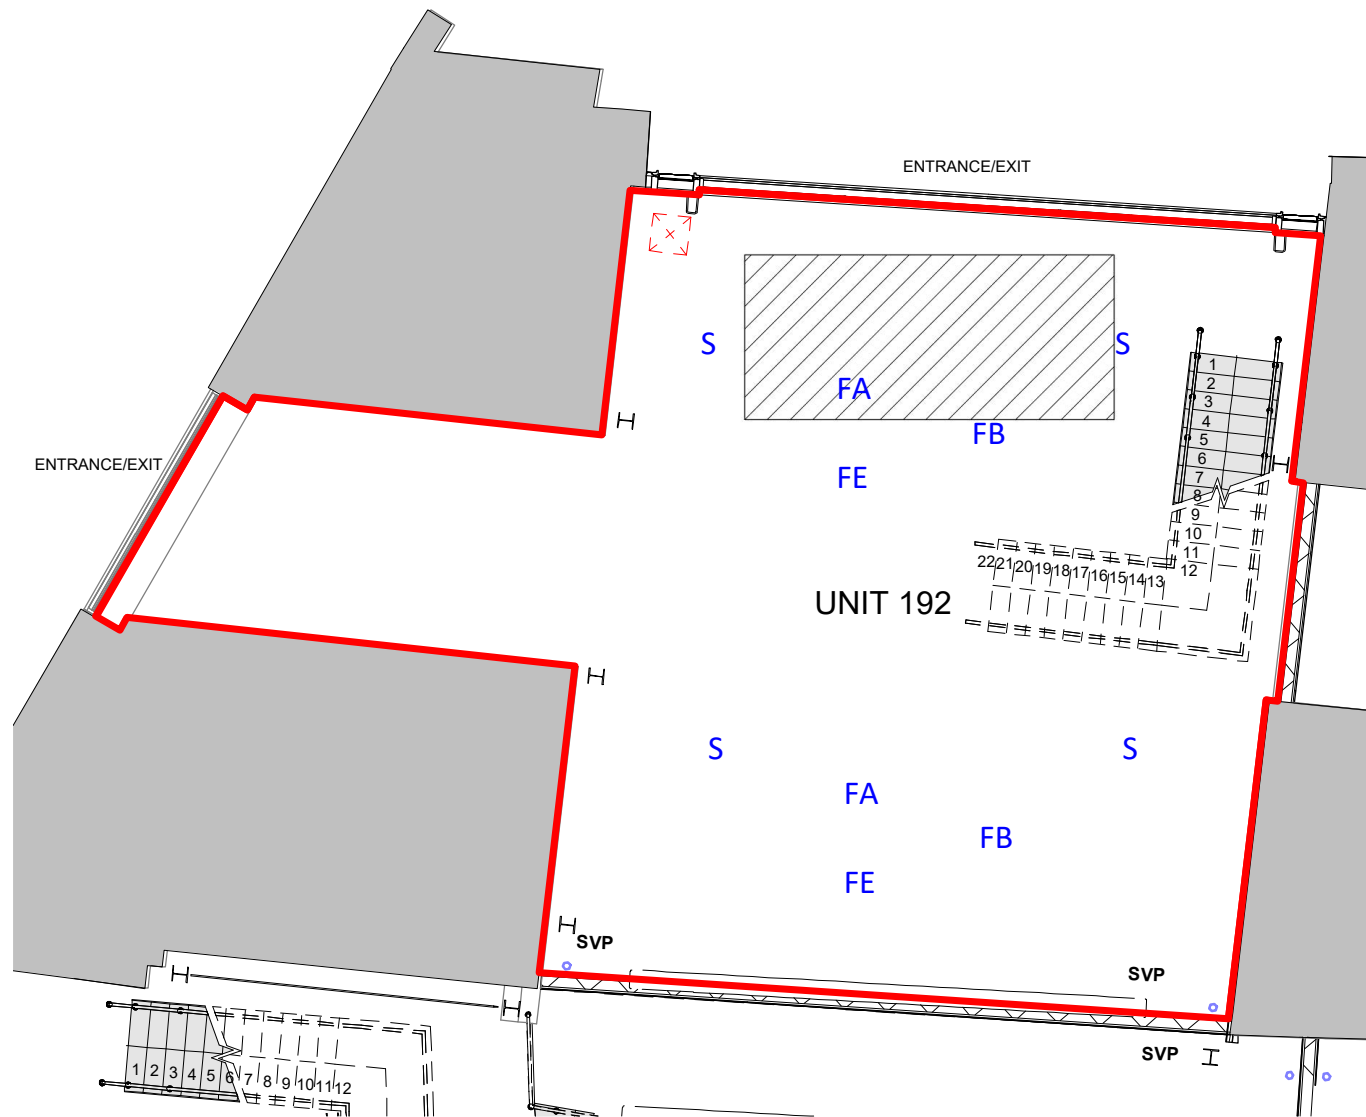 ENTRANCE/EXIT
S
S
1
2
3
4
5
6
7
8
9
10
11
12
FA
FB
ENTRANCE/EXIT
FE
22 21 20 19 18 17 16 15 14 13
UNIT 192
S
S
FA
FB
FE
SVP
SVP
SVP
1 2 3 4 5 6 7 8 9 10 11 12